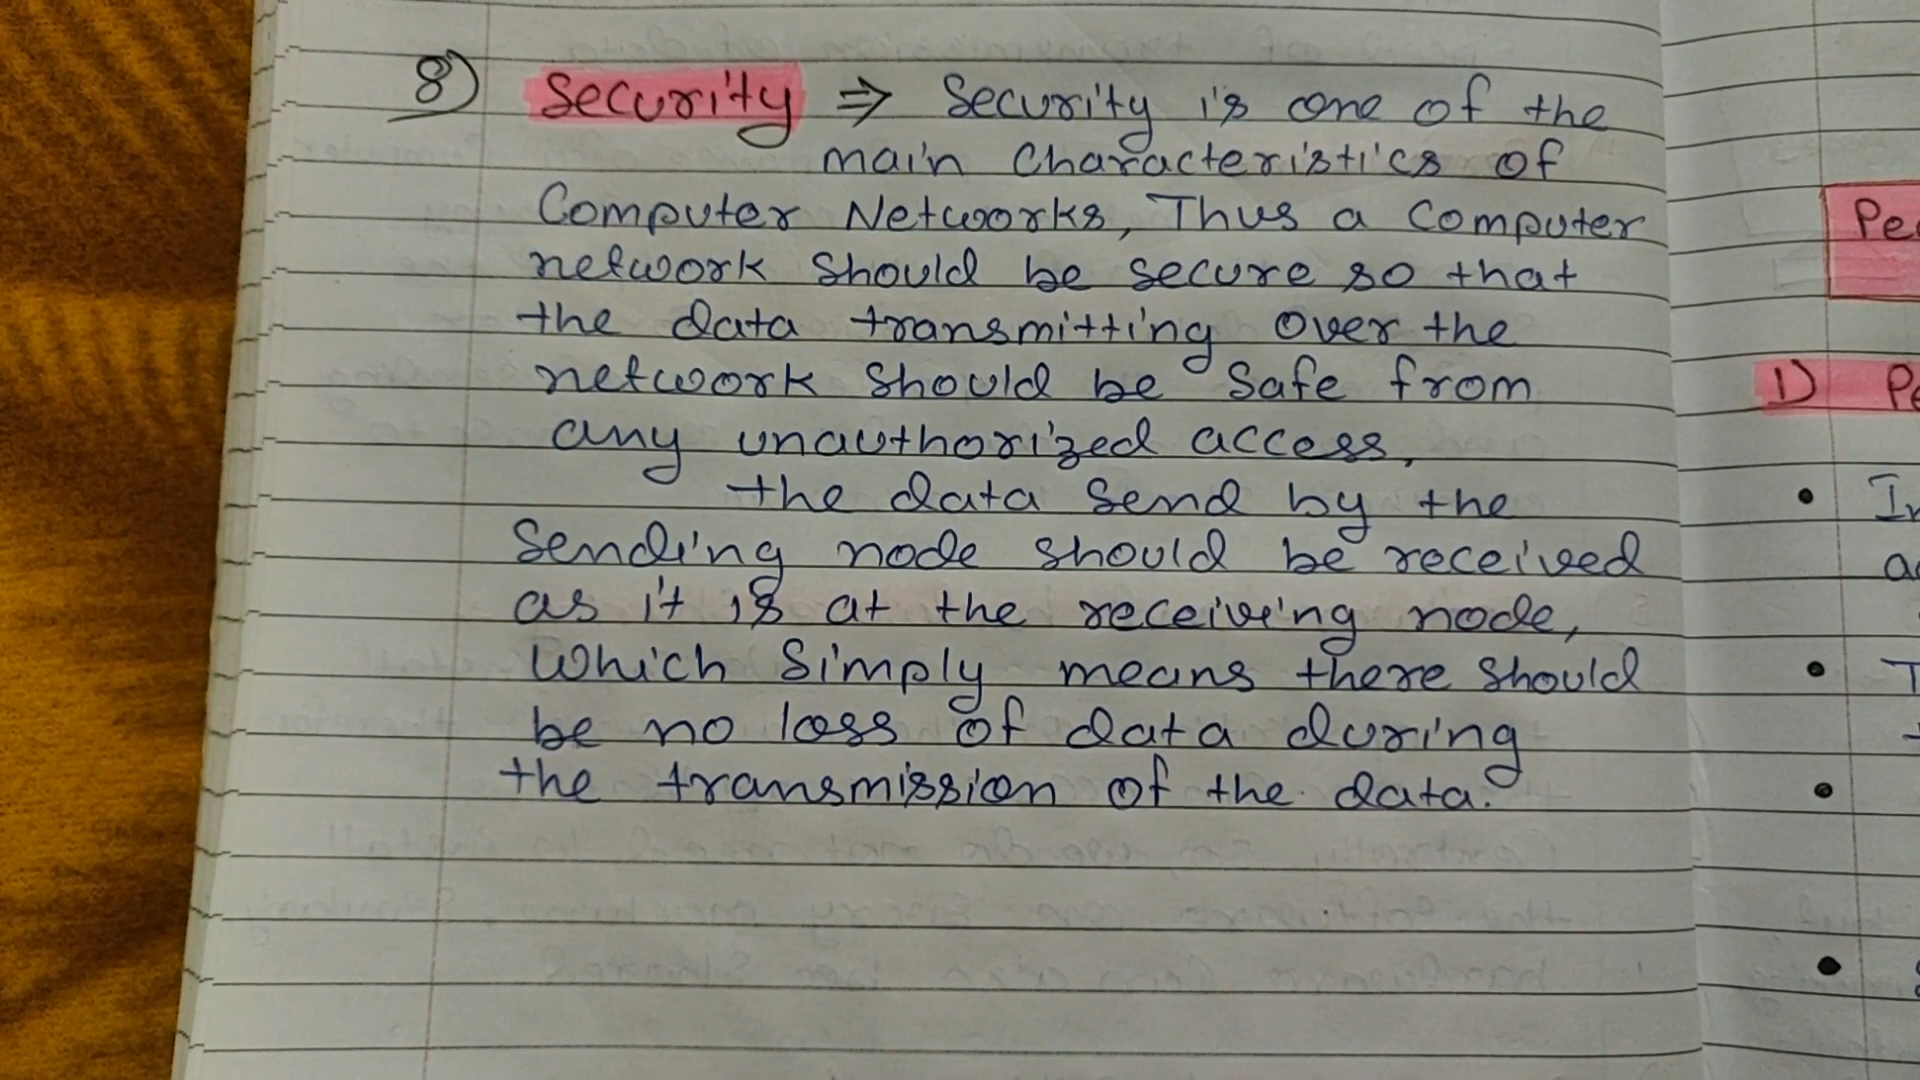 8) Security ⇒ Security is one of the
main characteristics of
Computer Networks, Thus a computer
network should be secure so that
the data transmitting over the
network should be safe from
any unauthorized access,
the data send by the
sending node should be received
as it is at the receiving node,
which simply means there should
be no loss of data during
the transmission of the data.
1)